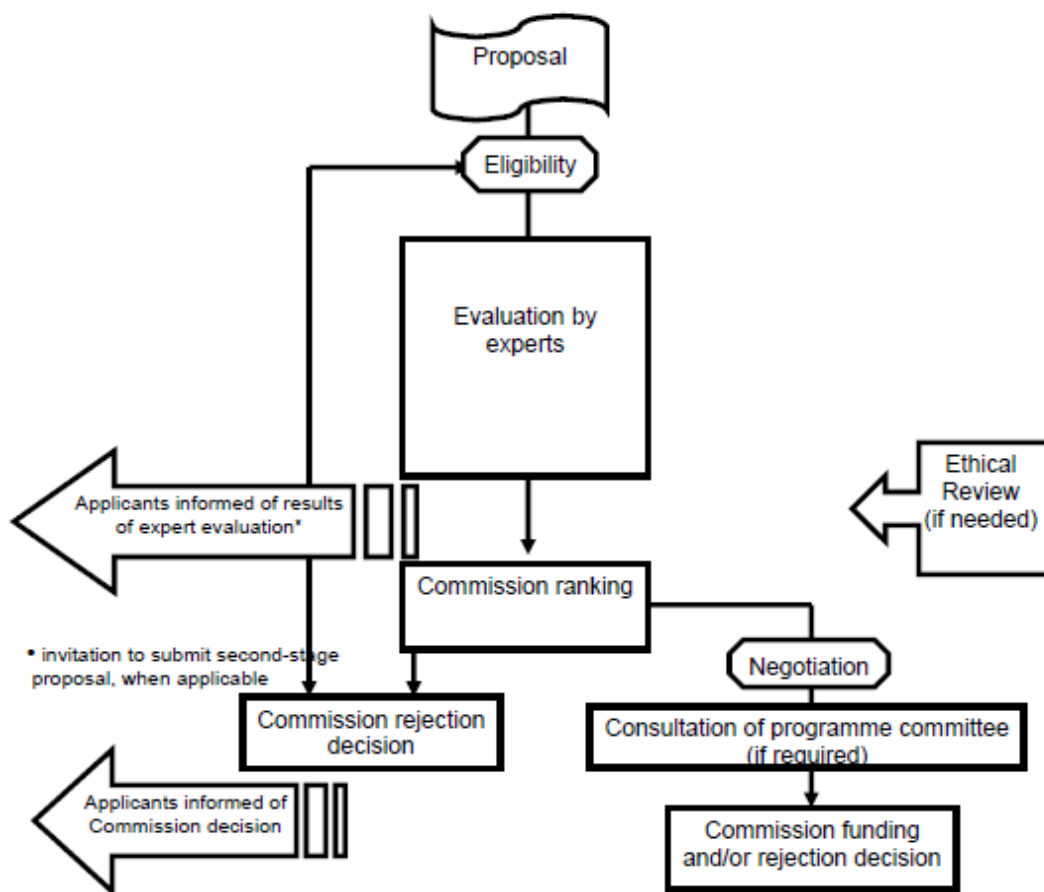 Proposal
Eligibility
Evaluation by
experts
Ethical
Review
(if needed)
Applicants informed of results
of expert evaluation*
Commission ranking
* invitation to submit second-stage
proposal, when applicable
Negotiation
Commission rejection
decision
Consultation of programme committee
(if required)
Applicants informed of
Commission decision
Commission funding
and/or rejection decision